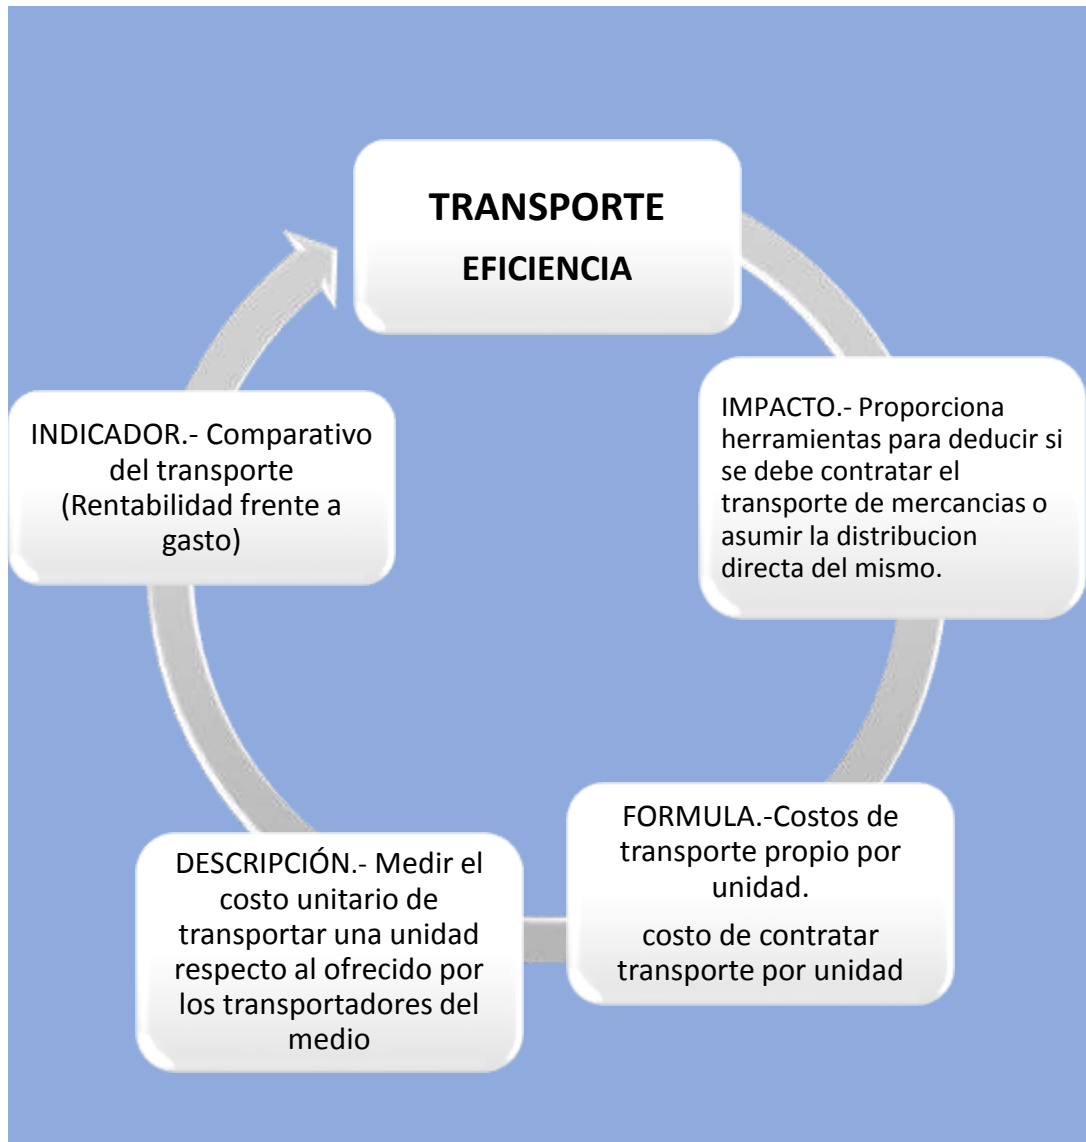 TRANSPORTE
EFICIENCIA
IMPACTO.- Proporciona
herramientas para deducir si
se debe contratar el
transporte de mercancias o
asumir la distribucion
directa del mismo.
FORMULA.-Costos de
transporte propio por
unidad.
costo de contratar
transporte por unidad
DESCRIPCIÓN.- Medir el
costo unitario de
transportar una unidad
respecto al ofrecido por
los transportadores del
medio
INDICADOR.- Comparativo
del transporte
(Rentabilidad frente a
gasto)